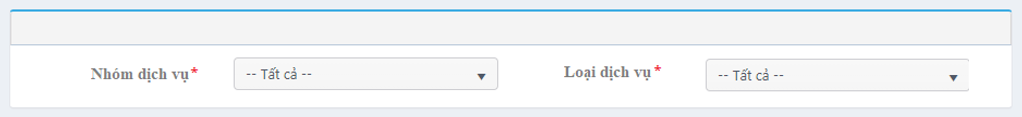 Nhóm dịch vụ* -- Tất cả -- Loại dịch vụ* -- Tất cả --